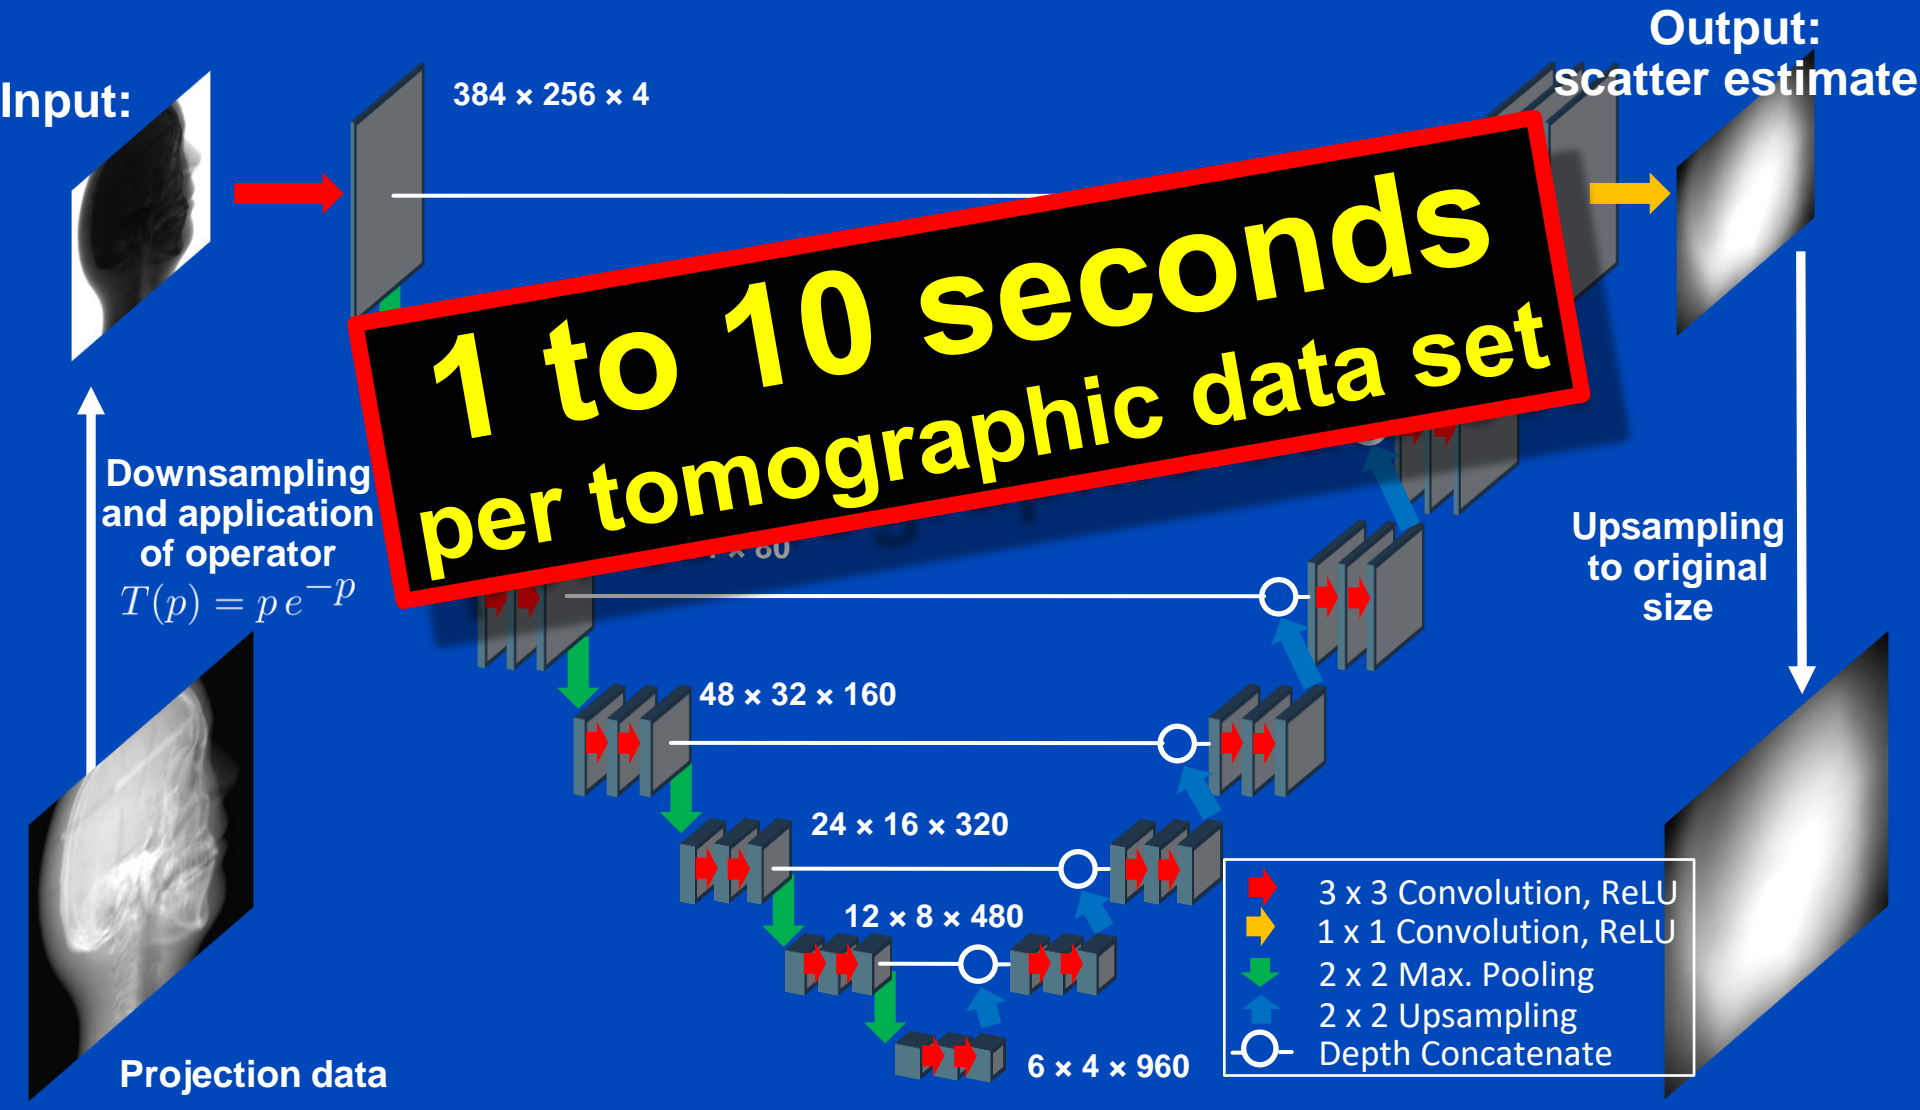 Output:
scatter estimate
Input:
384 × 256 × 4
1 to 10 seconds
per tomographic data set
Downsampling
and application
of operator
T(p) = p e^{-p}
× 80
Upsampling
to original
size
48 × 32 × 160
24 × 16 × 320
12 × 8 × 480
6 × 4 × 960
3 x 3 Convolution, ReLU
1 x 1 Convolution, ReLU
2 x 2 Max. Pooling
2 x 2 Upsampling
Depth Concatenate
Projection data